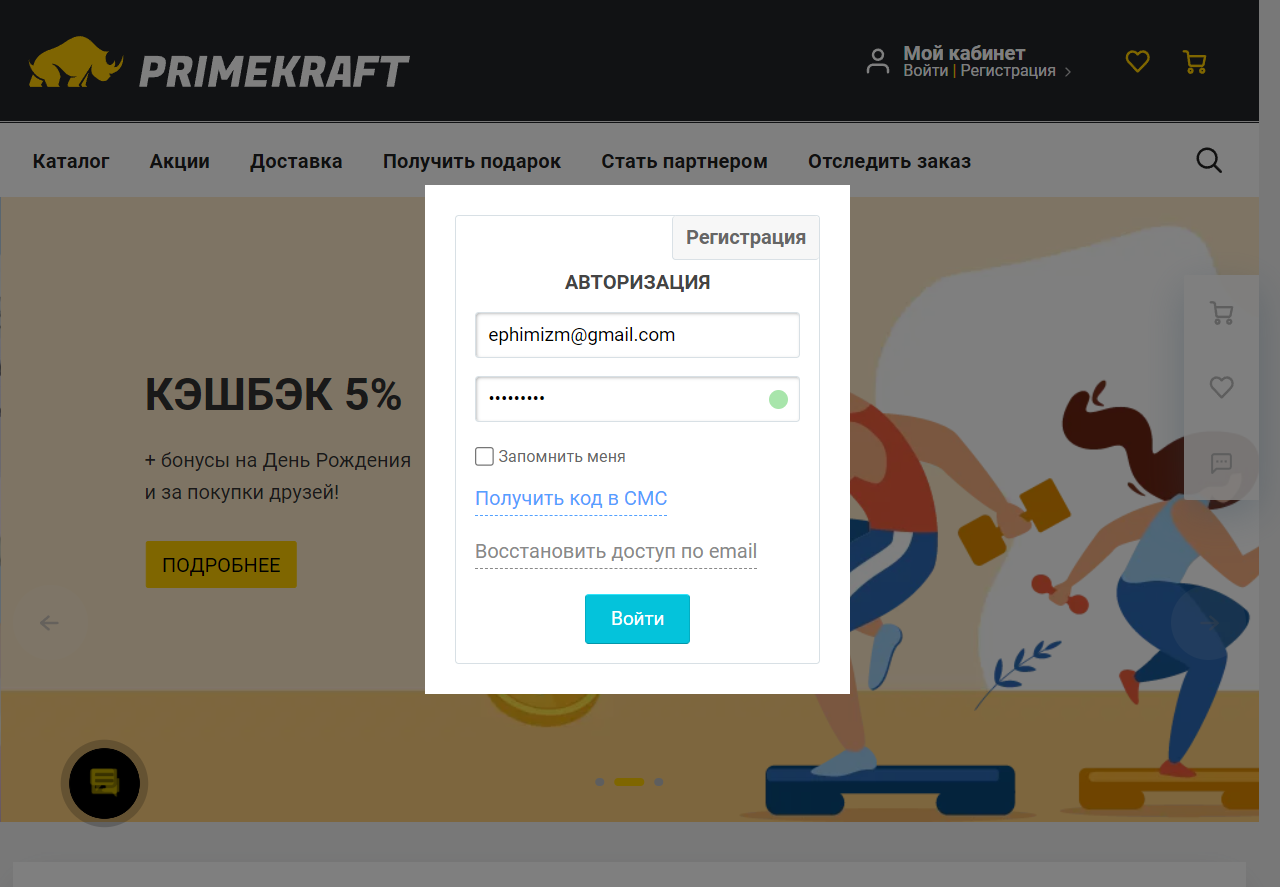 PRIMEKRAFT
Мой кабинет
Войти | Регистрация
Каталог Акции Доставка Получить подарок Стать партнером Отследить заказ
Регистрация
АВТОРИЗАЦИЯ
ephimizm@gmail.com
•••••••••
Запомнить меня
Получить код в СМС
Восстановить доступ по email
Войти
КЭШБЭК 5%
+ бонусы на День Рождения
и за покупки друзей!
ПОДРОБНЕЕ